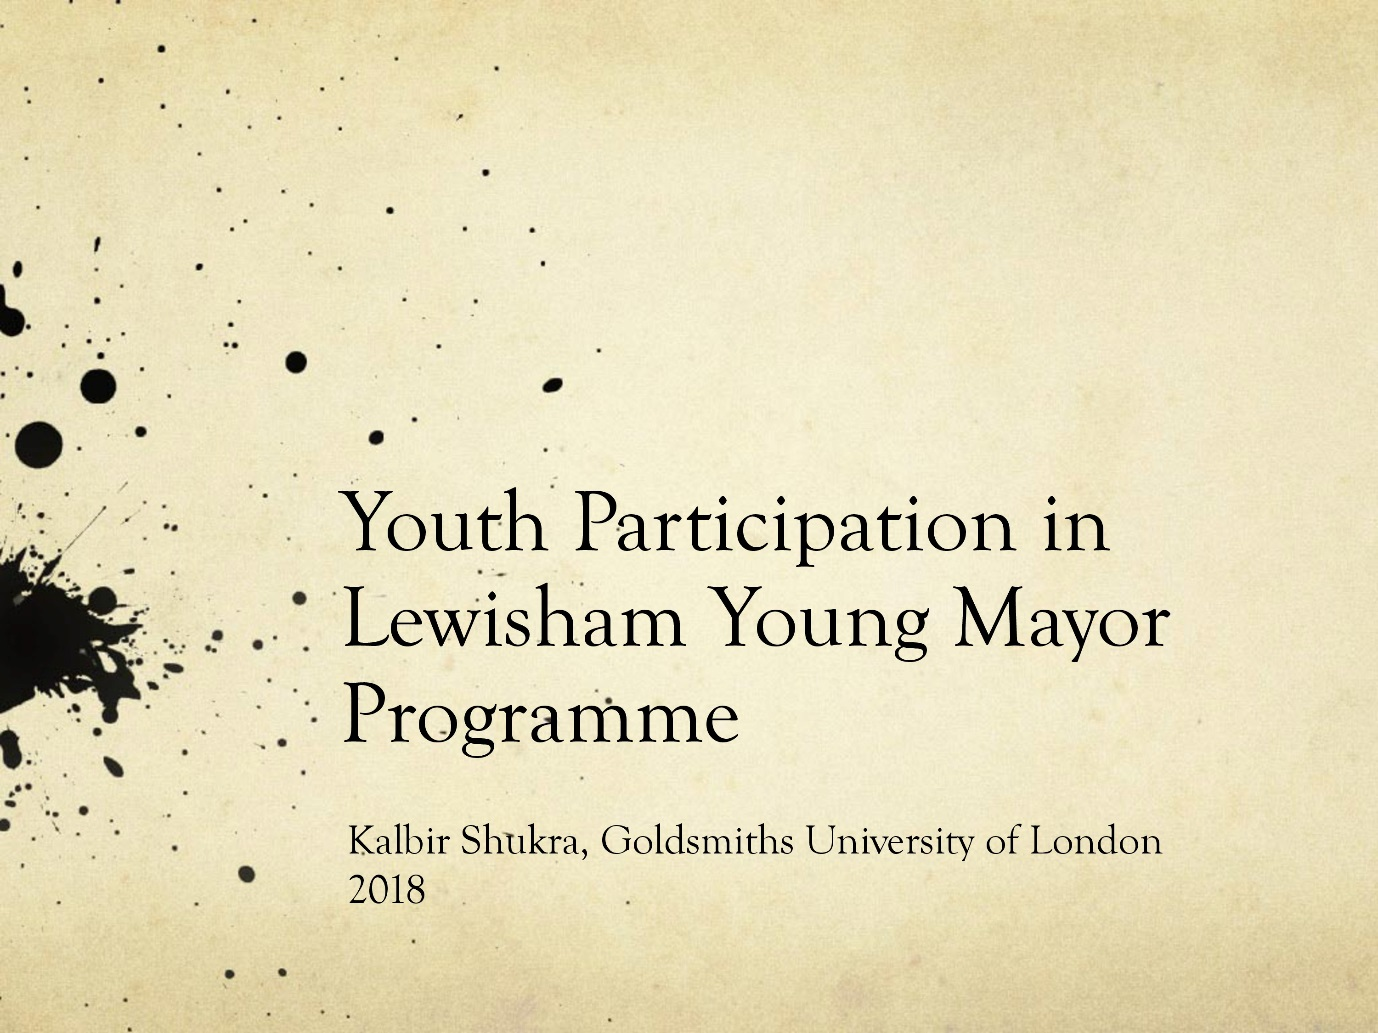 Youth Participation in
Lewisham Young Mayor
Programme
Kalbir Shukra, Goldsmiths University of London
2018